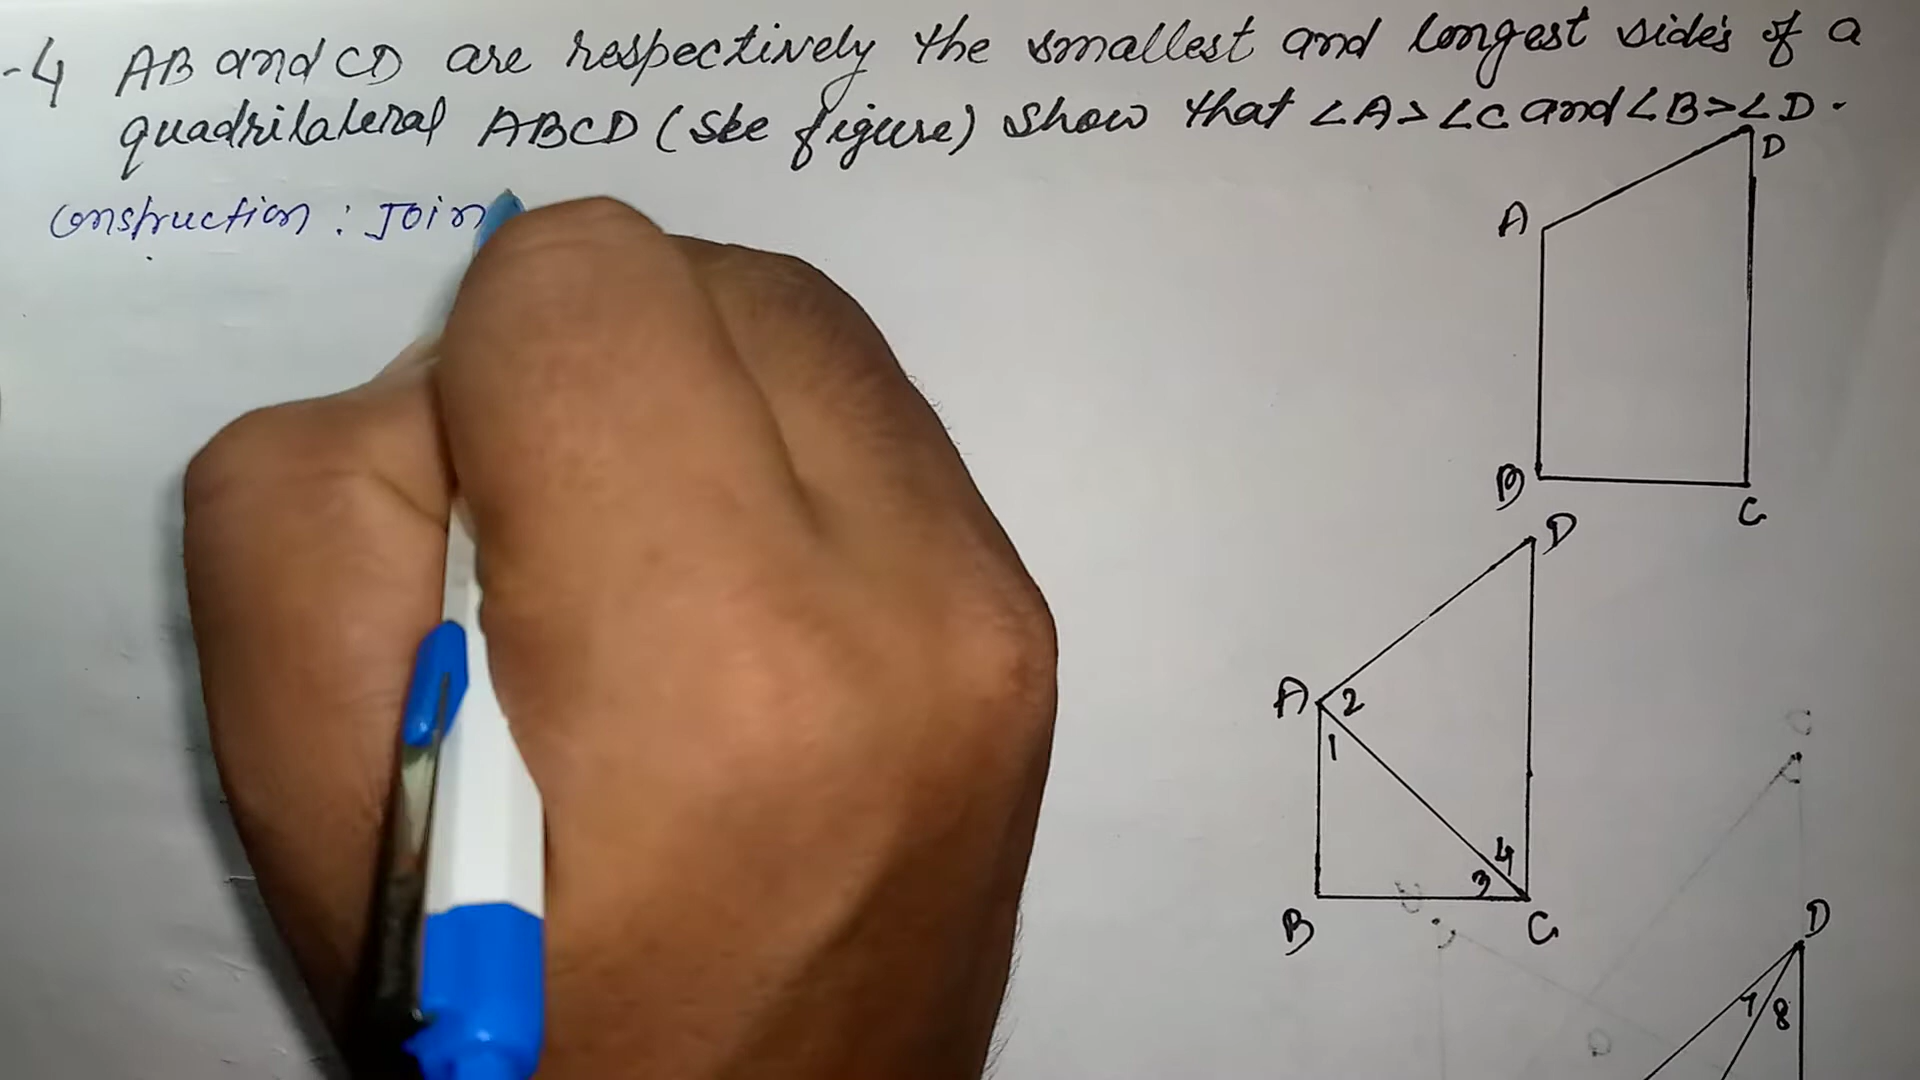 -4 AB and CD are respectively the smallest and longest sides of a
quadrilateral ABCD (see figure) show that ∠A>∠C and ∠B>∠D.
Construction : Join
D
A
B
C
D
A 2
1
4
3
B
C
D
7 8